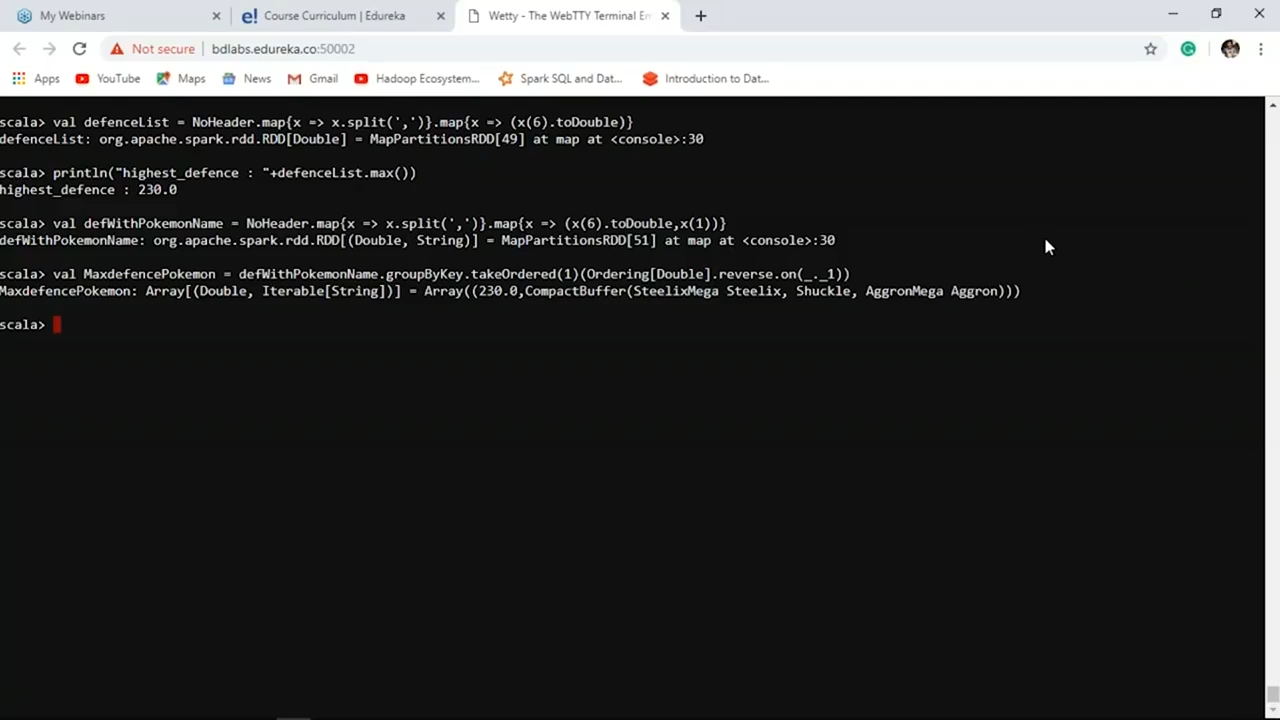 My Webinars
Course Curriculum | Edureka
Wetty - The WebTTY Terminal Em
Not secure
bdlabs.edureka.co:50002
Apps
YouTube
Maps
News
Gmail
Hadoop Ecosystem...
Spark SQL and Dat...
Introduction to Dat...
scala> val defenceList = NoHeader.map{x => x.split(',')}.map{x => (x(6).toDouble)}
defenceList: org.apache.spark.rdd.RDD[Double] = MapPartitionsRDD[49] at map at <console>:30
scala> println("highest_defence : "+defenceList.max())
highest_defence : 230.0
scala> val defWithPokemonName = NoHeader.map{x => x.split(',')}.map{x => (x(6).toDouble,x(1))}
defWithPokemonName: org.apache.spark.rdd.RDD[(Double, String)] = MapPartitionsRDD[51] at map at <console>:30
scala> val MaxdefencePokemon = defWithPokemonName.groupByKey.takeOrdered(1)(Ordering[Double].reverse.on(_._1))
MaxdefencePokemon: Array[(Double, Iterable[String])] = Array((230.0,CompactBuffer(SteelixMega Steelix, Shuckle, AggronMega Aggron)))
scala>